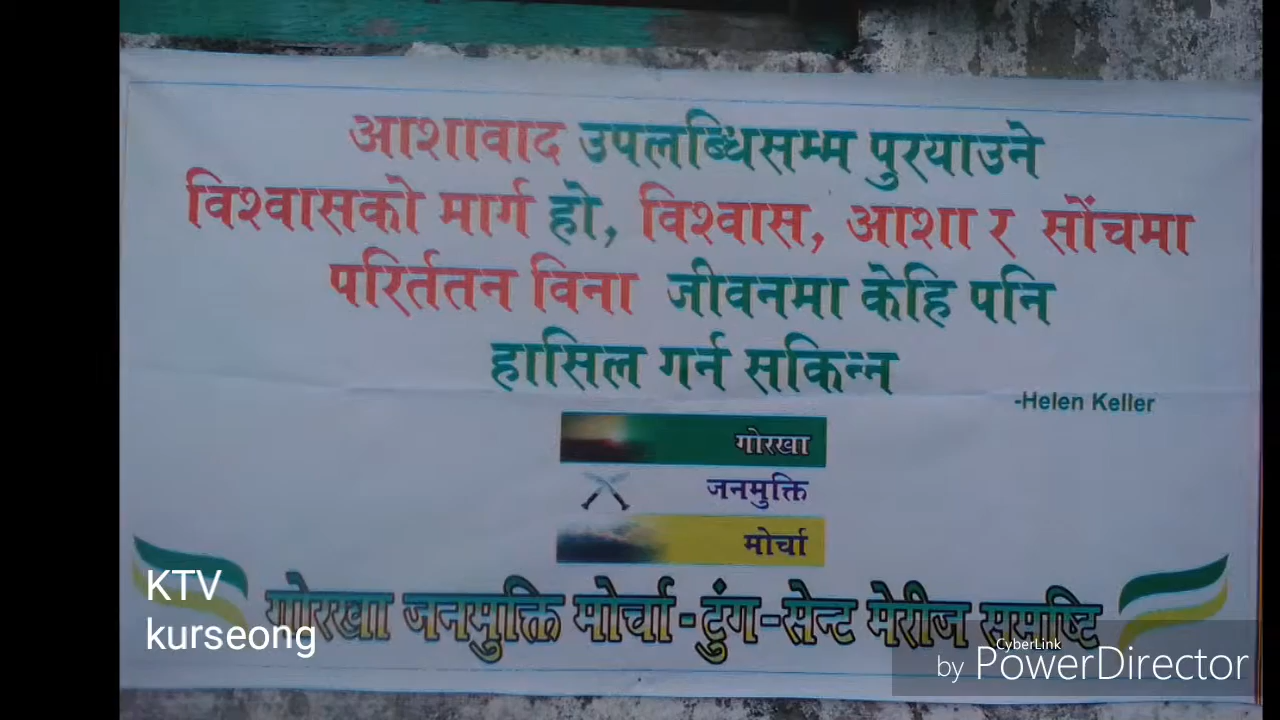 आशावाद उपलब्धिसम्म पुरयाउने
विश्वासको मार्ग हो, विश्वास, आशा र सोंचमा
परिर्ततन विना जीवनमा केहि पनि
हासिल गर्न सकिन्न
-Helen Keller
गोरखा
जनमुक्ति
मोर्चा
गोरखा जनमुक्ति मोर्चा-टुंग-सेन्ट मेरीज समष्टि
KTV
kurseong
CyberLink
by PowerDirector